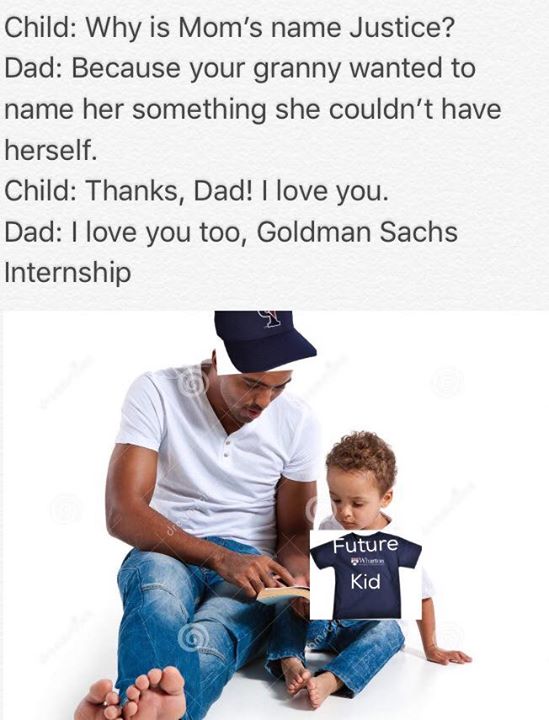 Child: Why is Mom’s name Justice?
Dad: Because your granny wanted to
name her something she couldn’t have
herself.
Child: Thanks, Dad! I love you.
Dad: I love you too, Goldman Sachs
Internship
Future
Wharton
Kid